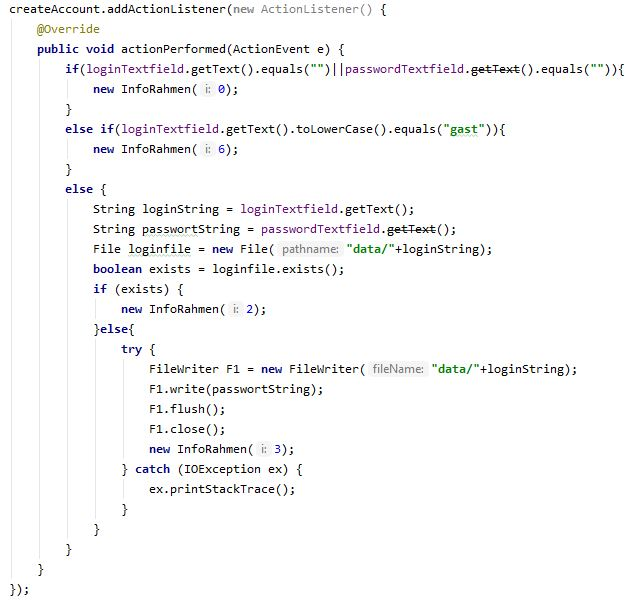 createAccount.addActionListener(new ActionListener() {
    @Override
    public void actionPerformed(ActionEvent e) {
        if(loginTextfield.getText().equals("")||passwordTextfield.getText().equals("")){
            new InfoRahmen( i: 0);
        }
        else if(loginTextfield.getText().toLowerCase().equals("gast")){
            new InfoRahmen( i: 6);
        }
        else {
            String loginString = loginTextfield.getText();
            String passwortString = passwordTextfield.getText();
            File loginfile = new File( pathname: "data/"+loginString);
            boolean exists = loginfile.exists();
            if (exists) {
                new InfoRahmen( i: 2);
            }else{
                try {
                    FileWriter F1 = new FileWriter( fileName: "data/"+loginString);
                    F1.write(passwortString);
                    F1.flush();
                    F1.close();
                    new InfoRahmen( i: 3);
                } catch (IOException ex) {
                    ex.printStackTrace();
                }
            }
        }
    }
});